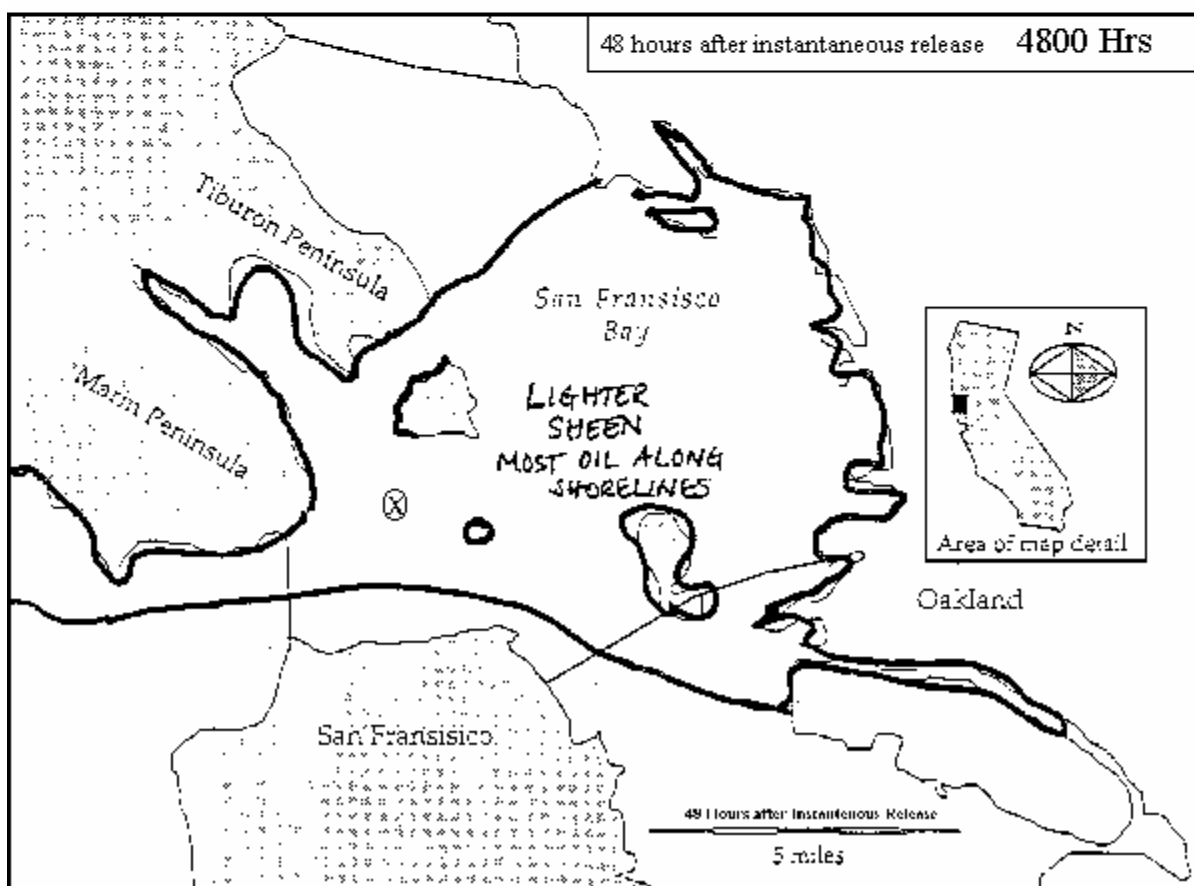 48 hours after instantaneous release 4800 Hrs
Tiburon Peninsula
San Fransisco
Bay
Marin Peninsula
LIGHTER
SHEEN
MOST OIL ALONG
SHORELINES
X
N
Area of map detail
Oakland
San Fransisico
49 Hours after Instantenous Release
5 miles